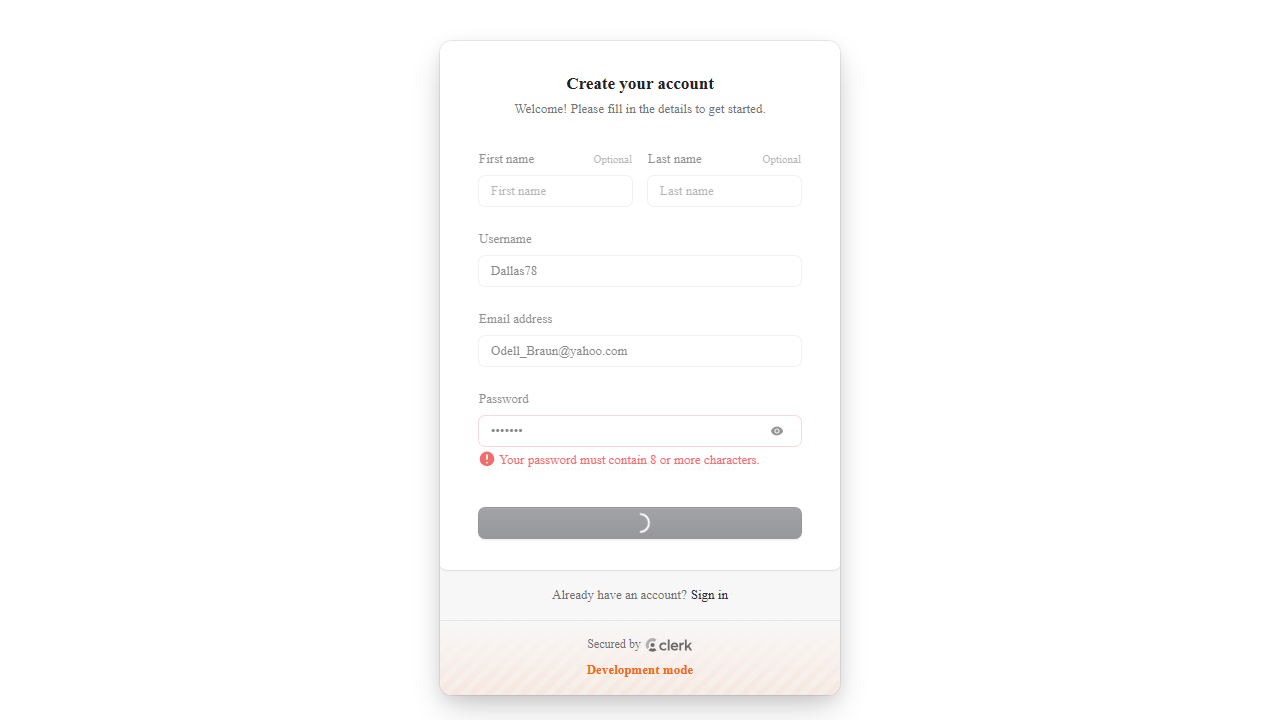 Create your account
Welcome! Please fill in the details to get started.
First name Optional Last name Optional
First name Last name
Username
Dallas78
Email address
Odell_Braun@yahoo.com
Password
•••••••
Your password must contain 8 or more characters.
Already have an account? Sign in
Secured by clerk
Development mode